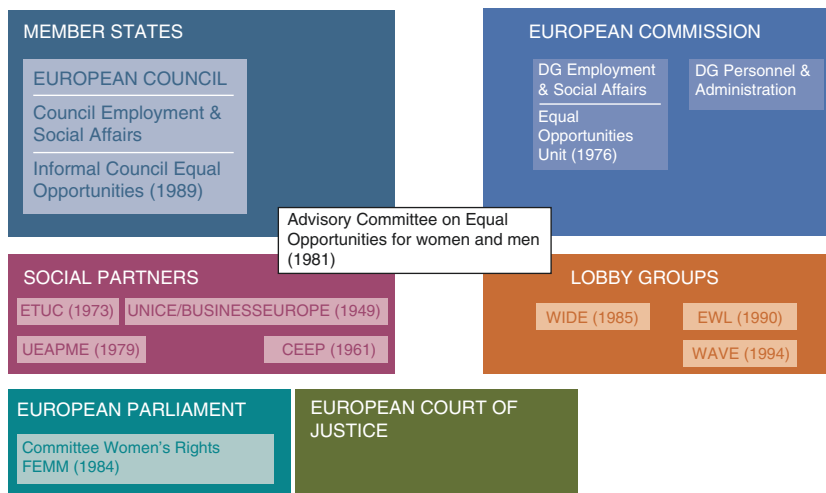 MEMBER STATES
EUROPEAN COUNCIL
Council Employment &
Social Affairs
Informal Council Equal
Opportunities (1989)
EUROPEAN COMMISSION
DG Employment
& Social Affairs
Equal
Opportunities
Unit (1976)
DG Personnel &
Administration
Advisory Committee on Equal
Opportunities for women and men
(1981)
SOCIAL PARTNERS
ETUC (1973)
UNICE/BUSINESSEUROPE (1949)
UEAPME (1979)
CEEP (1961)
LOBBY GROUPS
WIDE (1985)
EWL (1990)
WAVE (1994)
EUROPEAN PARLIAMENT
Committee Women's Rights
FEMM (1984)
EUROPEAN COURT OF
JUSTICE